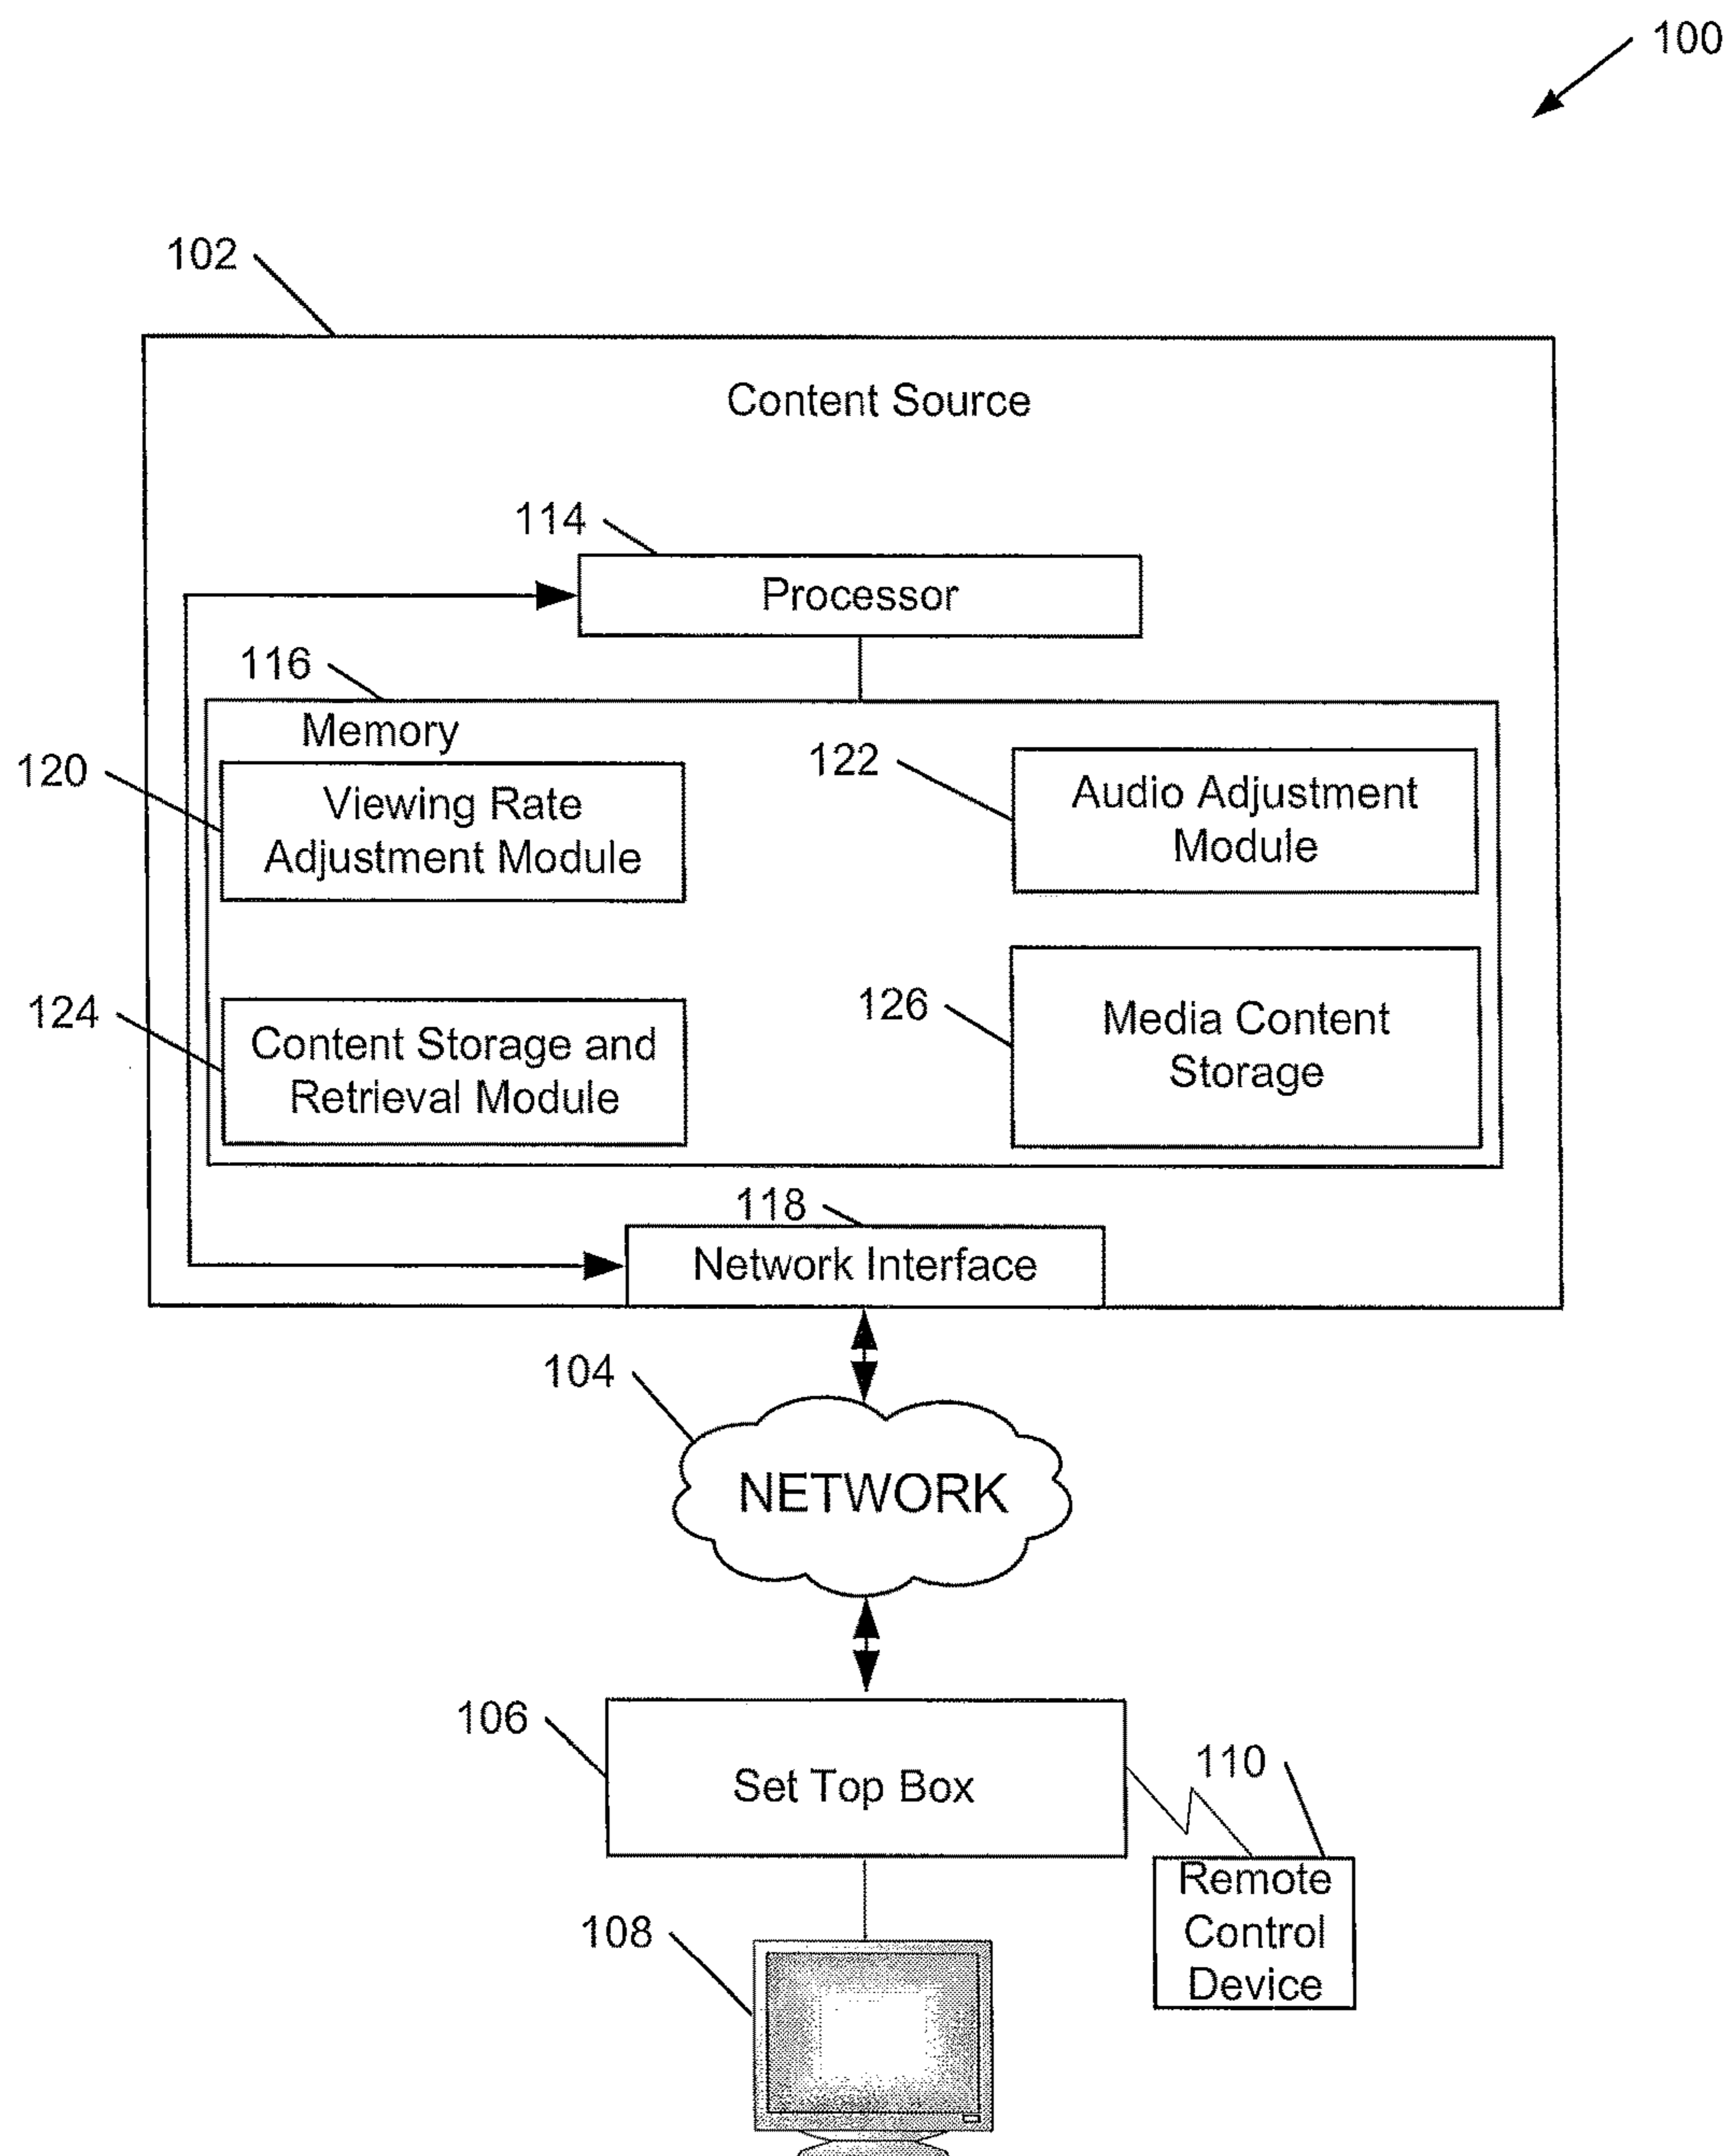 100
102
Content Source
114
Processor
116
Memory
120
Viewing Rate
Adjustment Module
122
Audio Adjustment
Module
124
Content Storage and
Retrieval Module
126
Media Content
Storage
118
Network Interface
104
NETWORK
106
Set Top Box
110
Remote
Control
Device
108